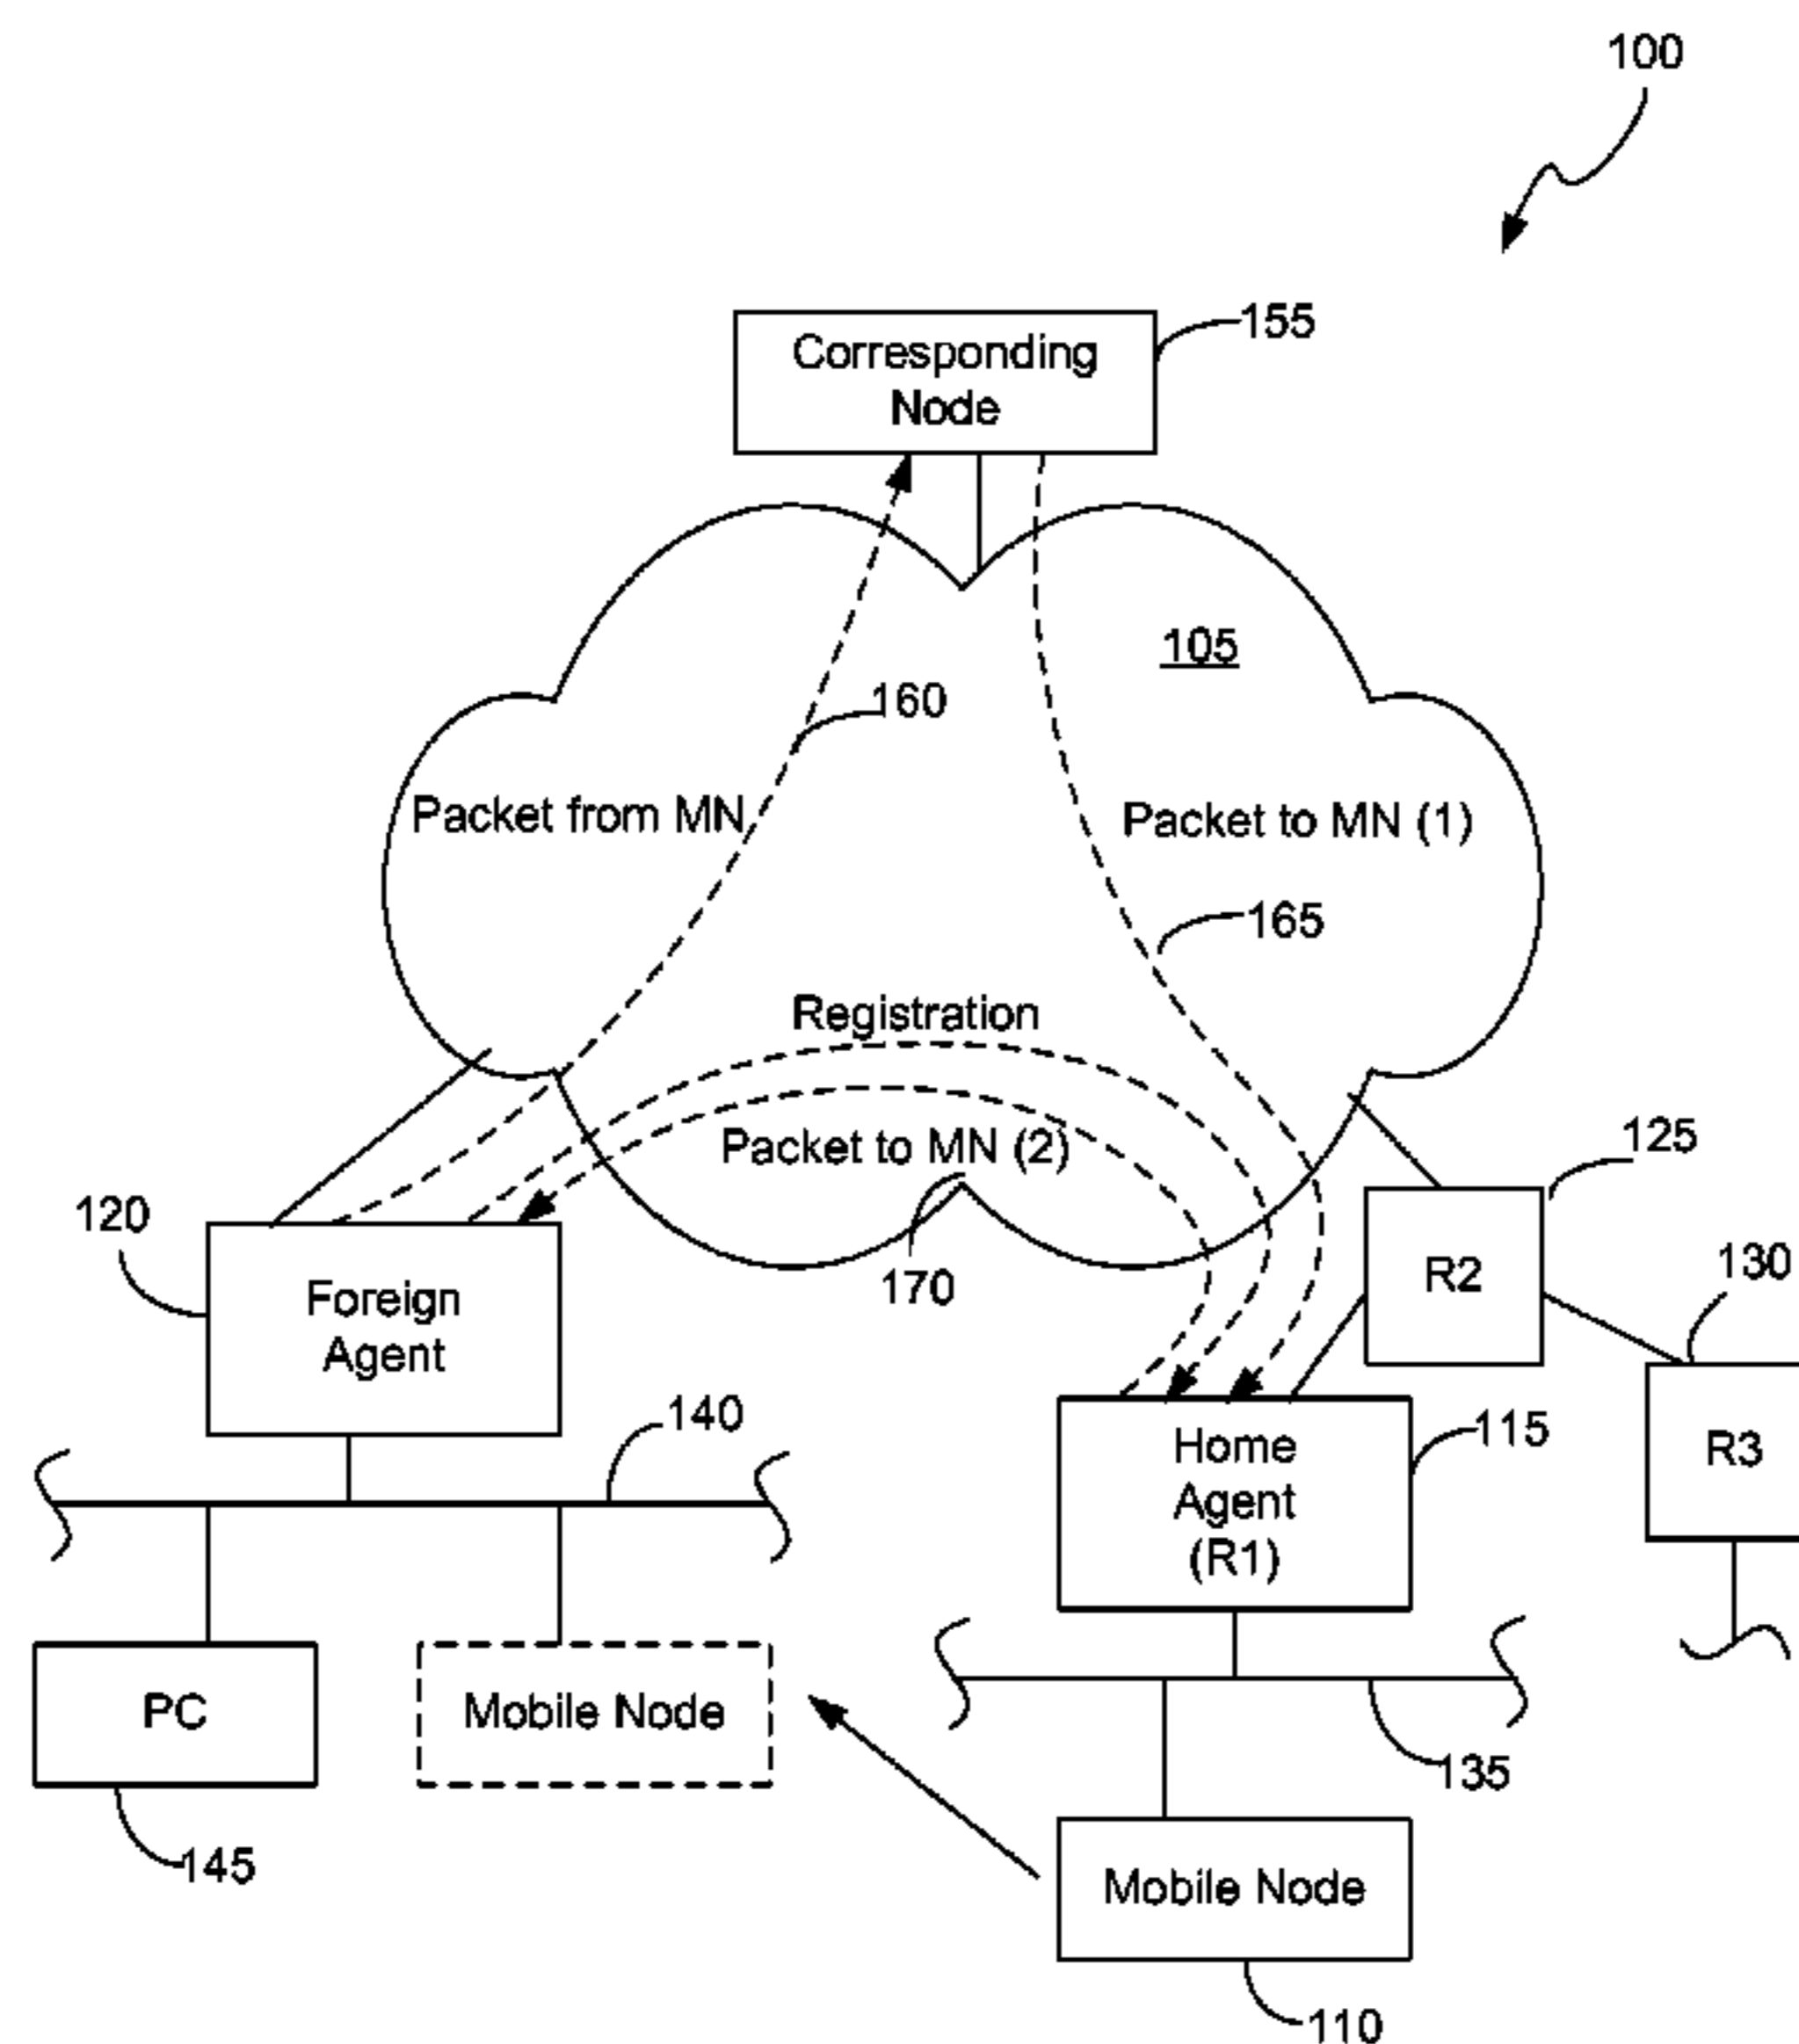 100
155
Corresponding
Node
105
160
Packet from MN
Packet to MN (1)
165
Registration
Packet to MN (2)
125
120
170
R2
130
Foreign
Agent
140
115
Home
Agent
(R1)
R3
PC
Mobile Node
135
145
Mobile Node
110